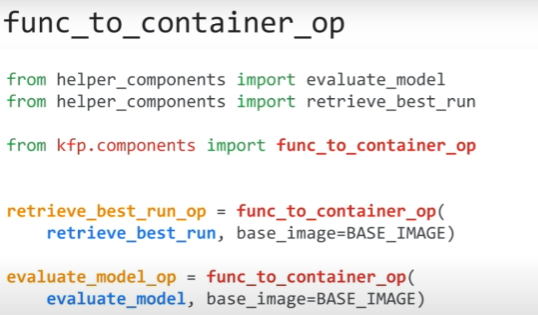 func_to_container_op
from helper_components import evaluate_model
from helper_components import retrieve_best_run
from kfp.components import func_to_container_op
retrieve_best_run_op = func_to_container_op(
    retrieve_best_run, base_image=BASE_IMAGE)
evaluate_model_op = func_to_container_op(
    evaluate_model, base_image=BASE_IMAGE)